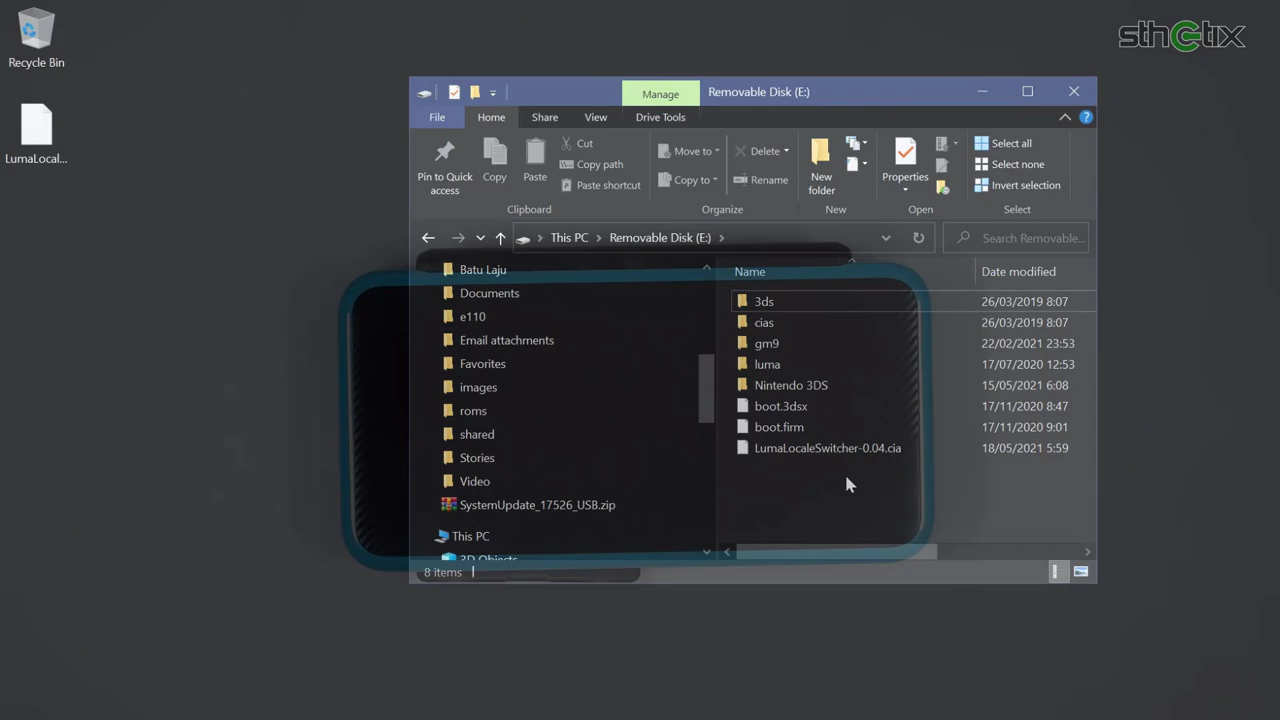 sthetix
Recycle Bin
LumaLocal...
Manage
Removable Disk (E:)
File
Home
Share
View
Drive Tools
Pin to Quick access
Copy
Paste
Cut
Copy path
Paste shortcut
Clipboard
Move to
Copy to
Delete
Rename
Organize
New folder
New
Properties
Open
Select all
Select none
Invert selection
Select
This PC
Removable Disk (E:)
Search Removable...
Batu Laju
Documents
e110
Email attachments
Favorites
images
roms
shared
Stories
Video
SystemUpdate_17526_USB.zip
This PC
3D Objects
Name
Date modified
3ds 26/03/2019 8:07
cias 26/03/2019 8:07
gm9 22/02/2021 23:53
luma 17/07/2020 12:53
Nintendo 3DS 15/05/2021 6:08
boot.3dsx 17/11/2020 8:47
boot.firm 17/11/2020 9:01
LumaLocaleSwitcher-0.04.cia 18/05/2021 5:59
8 items